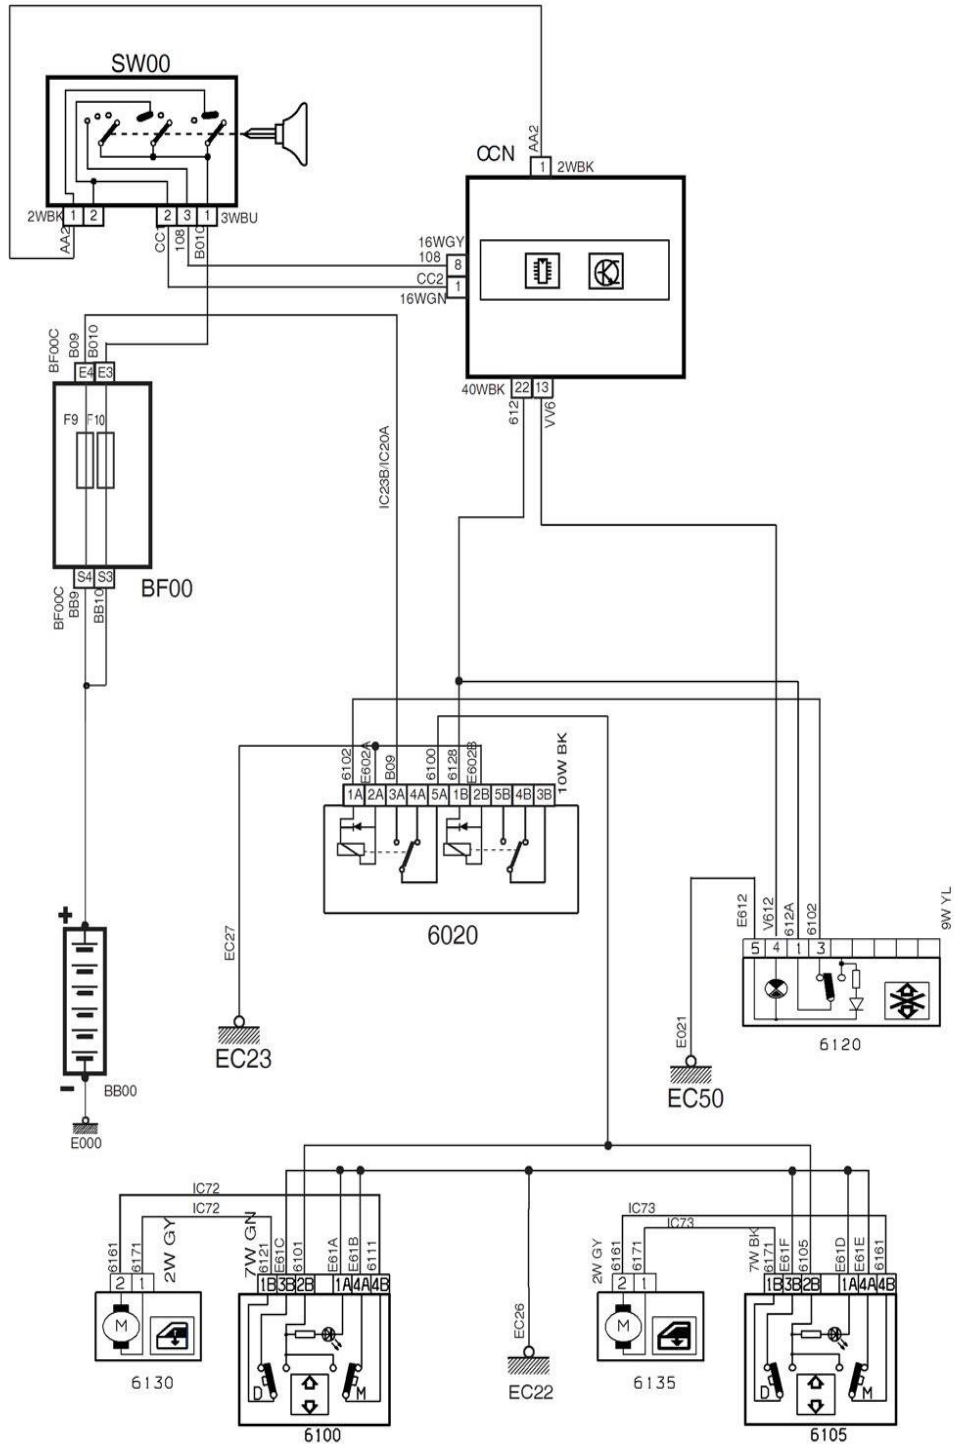 SW00
AA2
OCN
1 2WBK
2WBK 1 2
2 3 1 3WBU
AA2
CC1
108
B010
16WGY
108
8
CC2
1
16WGN
BF00C
B09
B010
E4 E3
F9 F10
40WBK 22 13
612
VV6
IC23B/IC20A
S4 S3
BF00
BF00C
BB9
BB10
6102
E602A
B09
6100
6128
E602B
10W BK
1A 2A 3A 4A 5A 1B 2B 5B 4B 3B
6020
EC27
EC23
+
-
BB00
E000
E612
V612
612A
6102
9W YL
5 4 1 3
6120
E021
EC50
IC72
IC72
6161
6171
2W GY
2 1
M
6130
7W GN
6121
E61C
6101
E61A
E61B
6111
1B 3B 2B 1A 4A 4B
D M
6100
EC26
EC22
IC73
IC73
2W GY
6161
6171
2 1
M
6135
7W BK
6171
E61F
6105
E61D
E61E
6161
1B 3B 2B 1A 4A 4B
D M
6105